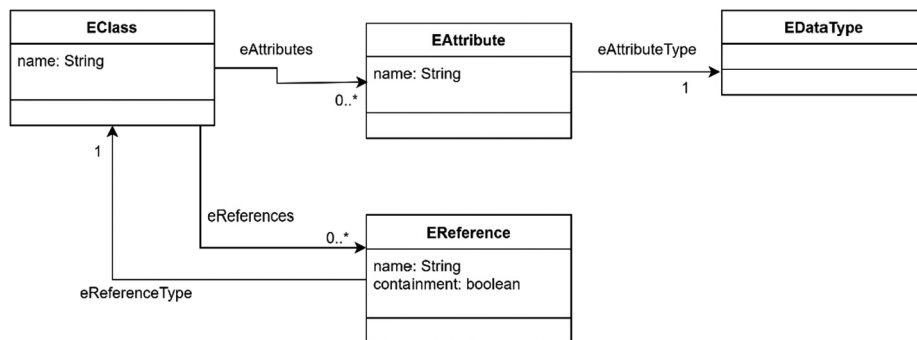 EClass
name: String
eAttributes
0..*
EAttribute
name: String
eAttributeType
1
EDataType
1
eReferences
0..*
eReferenceType
EReference
name: String
containment: boolean